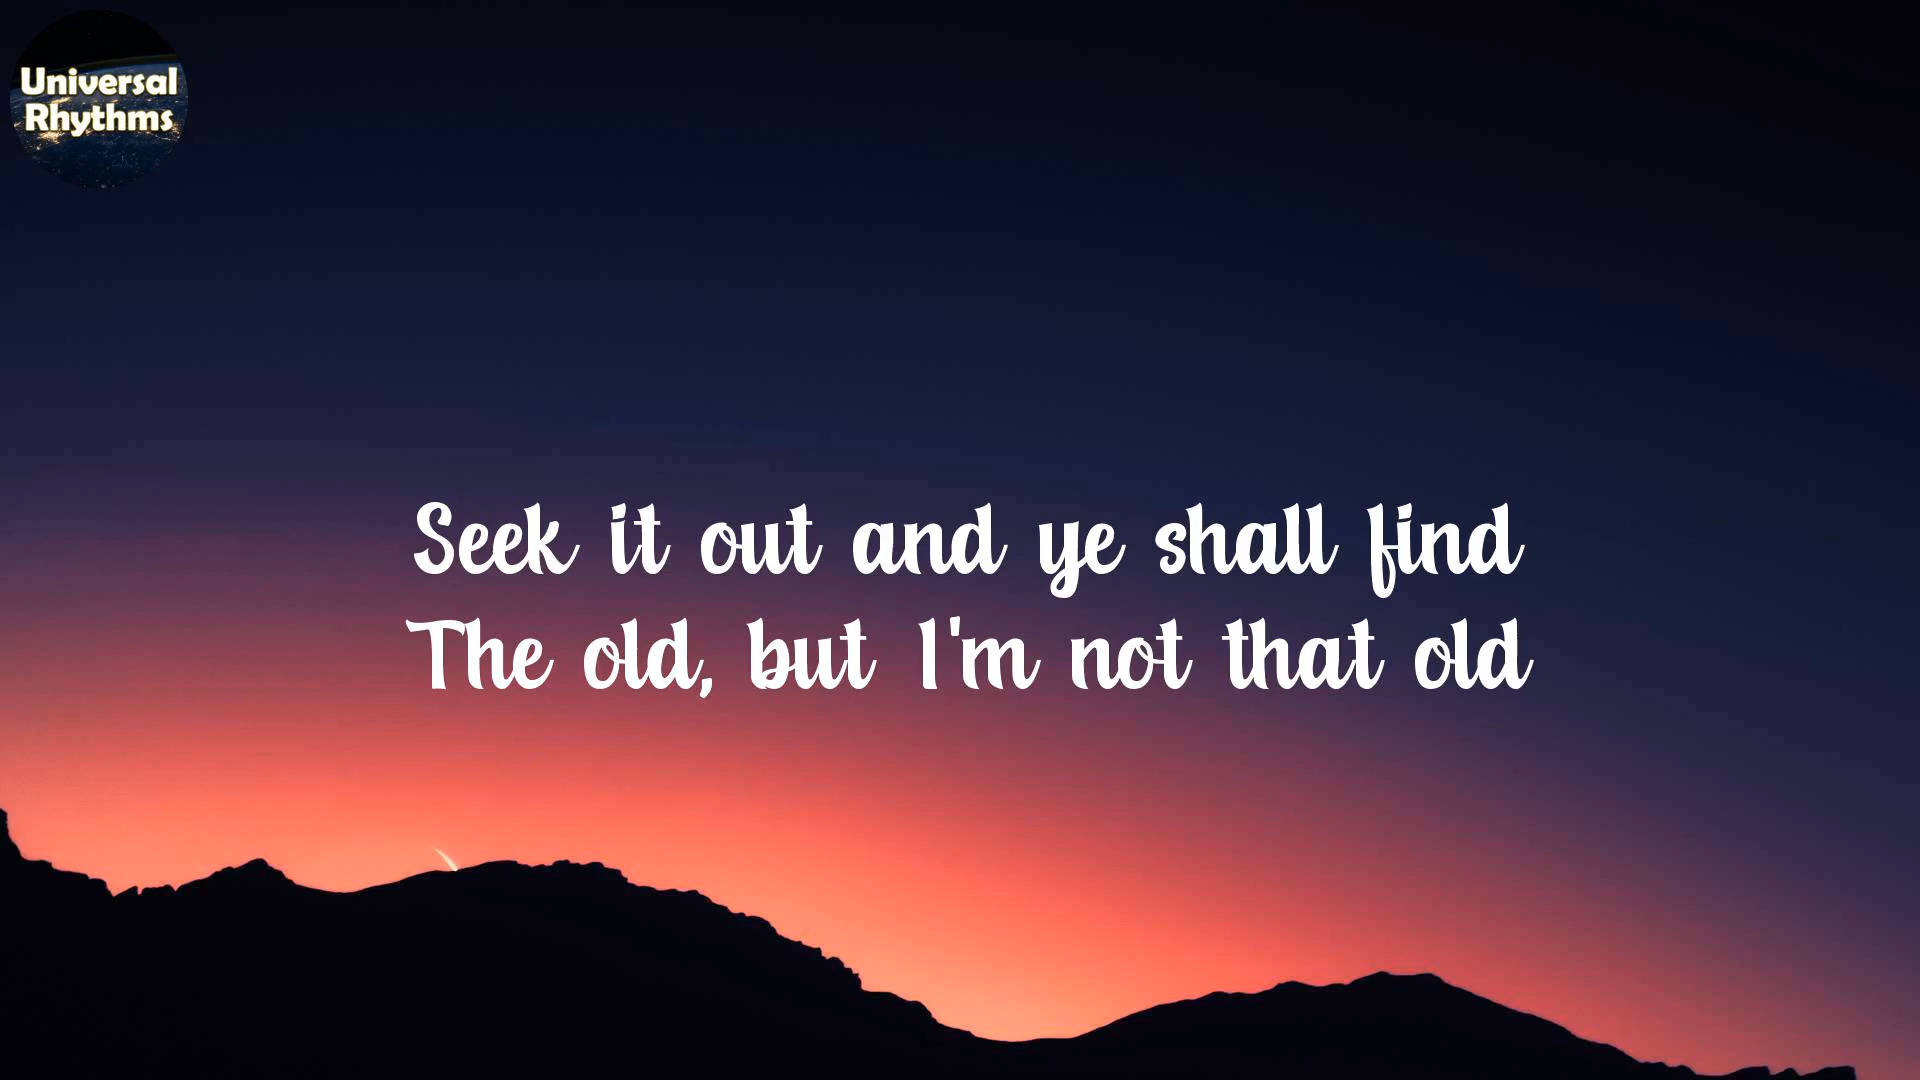 Universal
Rhythms
Seek it out and ye shall find
The old, but I'm not that old